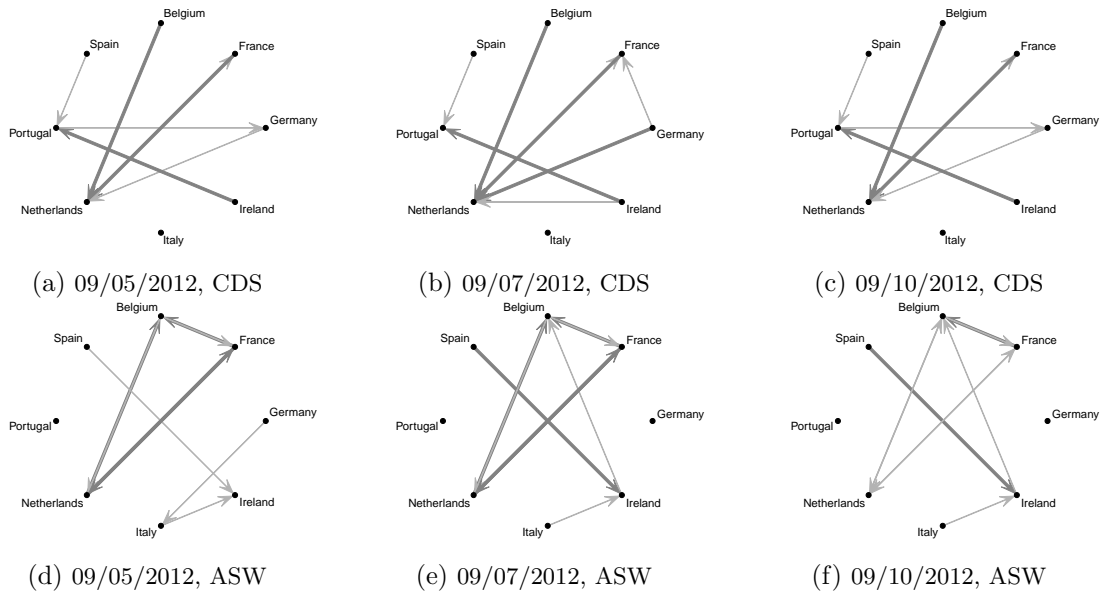 Belgium
Spain
France
Portugal
Germany
Netherlands
Ireland
Italy
(a) 09/05/2012, CDS
Belgium
Spain
France
Portugal
Germany
Netherlands
Ireland
Italy
(b) 09/07/2012, CDS
Belgium
Spain
France
Portugal
Germany
Netherlands
Ireland
Italy
(c) 09/10/2012, CDS
Belgium
Spain
France
Portugal
Germany
Netherlands
Ireland
Italy
(d) 09/05/2012, ASW
Belgium
Spain
France
Portugal
Germany
Netherlands
Ireland
Italy
(e) 09/07/2012, ASW
Belgium
Spain
France
Portugal
Germany
Netherlands
Ireland
Italy
(f) 09/10/2012, ASW